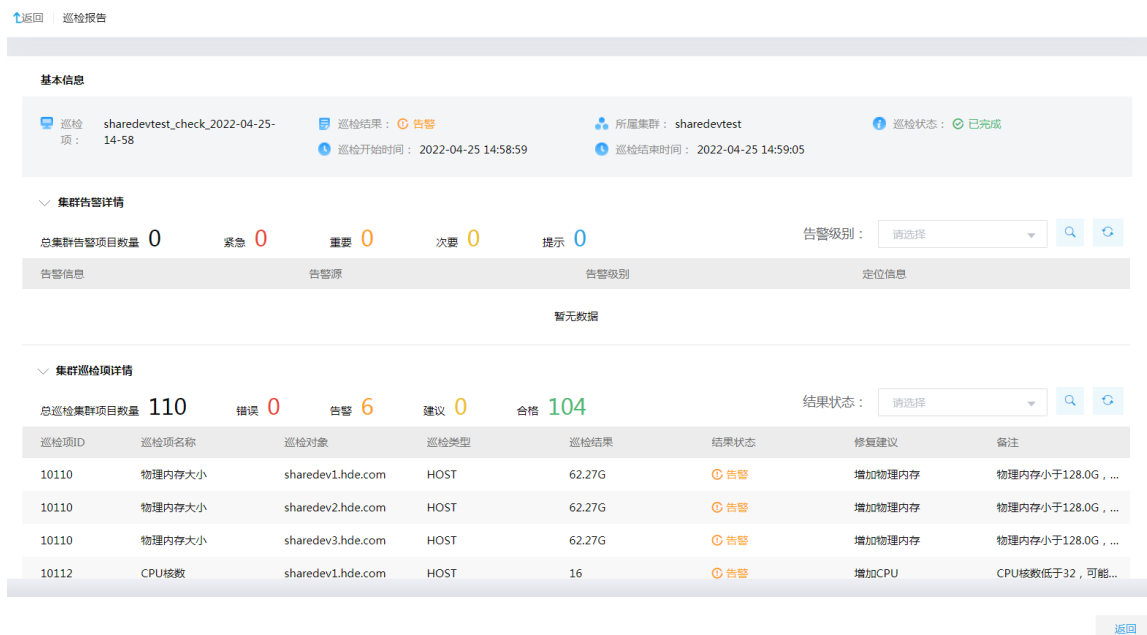 返回 巡检报告
基本信息
巡检项： sharedevtest_check_2022-04-25-14-58 巡检结果： 告警 所属集群： sharedevtest 巡检状态： 已完成
巡检开始时间： 2022-04-25 14:58:59 巡检结束时间： 2022-04-25 14:59:05
集群告警详情
总集群告警项目数量 0 紧急 0 重要 0 次要 0 提示 0 告警级别： 请选择
告警信息 告警源 告警级别 定位信息
暂无数据
集群巡检项详情
总巡检集群项目数量 110 错误 0 告警 6 建议 0 合格 104 结果状态： 请选择
巡检项ID 巡检项名称 巡检对象 巡检类型 巡检结果 结果状态 修复建议 备注
10110 物理内存大小 sharedev1.hde.com HOST 62.27G 告警 增加物理内存 物理内存小于128.0G，...
10110 物理内存大小 sharedev2.hde.com HOST 62.27G 告警 增加物理内存 物理内存小于128.0G，...
10110 物理内存大小 sharedev3.hde.com HOST 62.27G 告警 增加物理内存 物理内存小于128.0G，...
10112 CPU核数 sharedev1.hde.com HOST 16 告警 增加CPU CPU核数低于32，可能...
返回